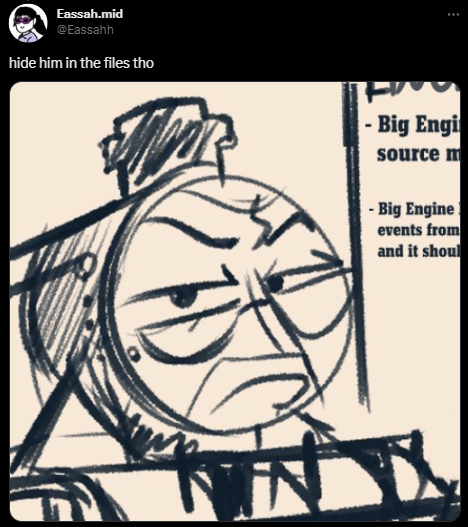 Eassah.mid
@Eassahh
hide him in the files tho
- Big Engi
source m
- Big Engine
events from
and it shoul